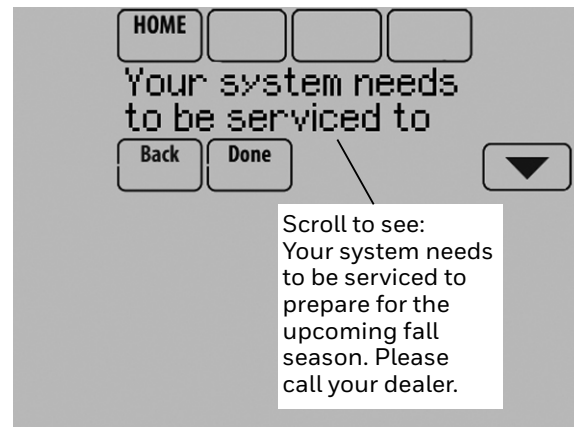 HOME
Your system needs
to be serviced to
Back Done
Scroll to see:
Your system needs
to be serviced to
prepare for the
upcoming fall
season. Please
call your dealer.